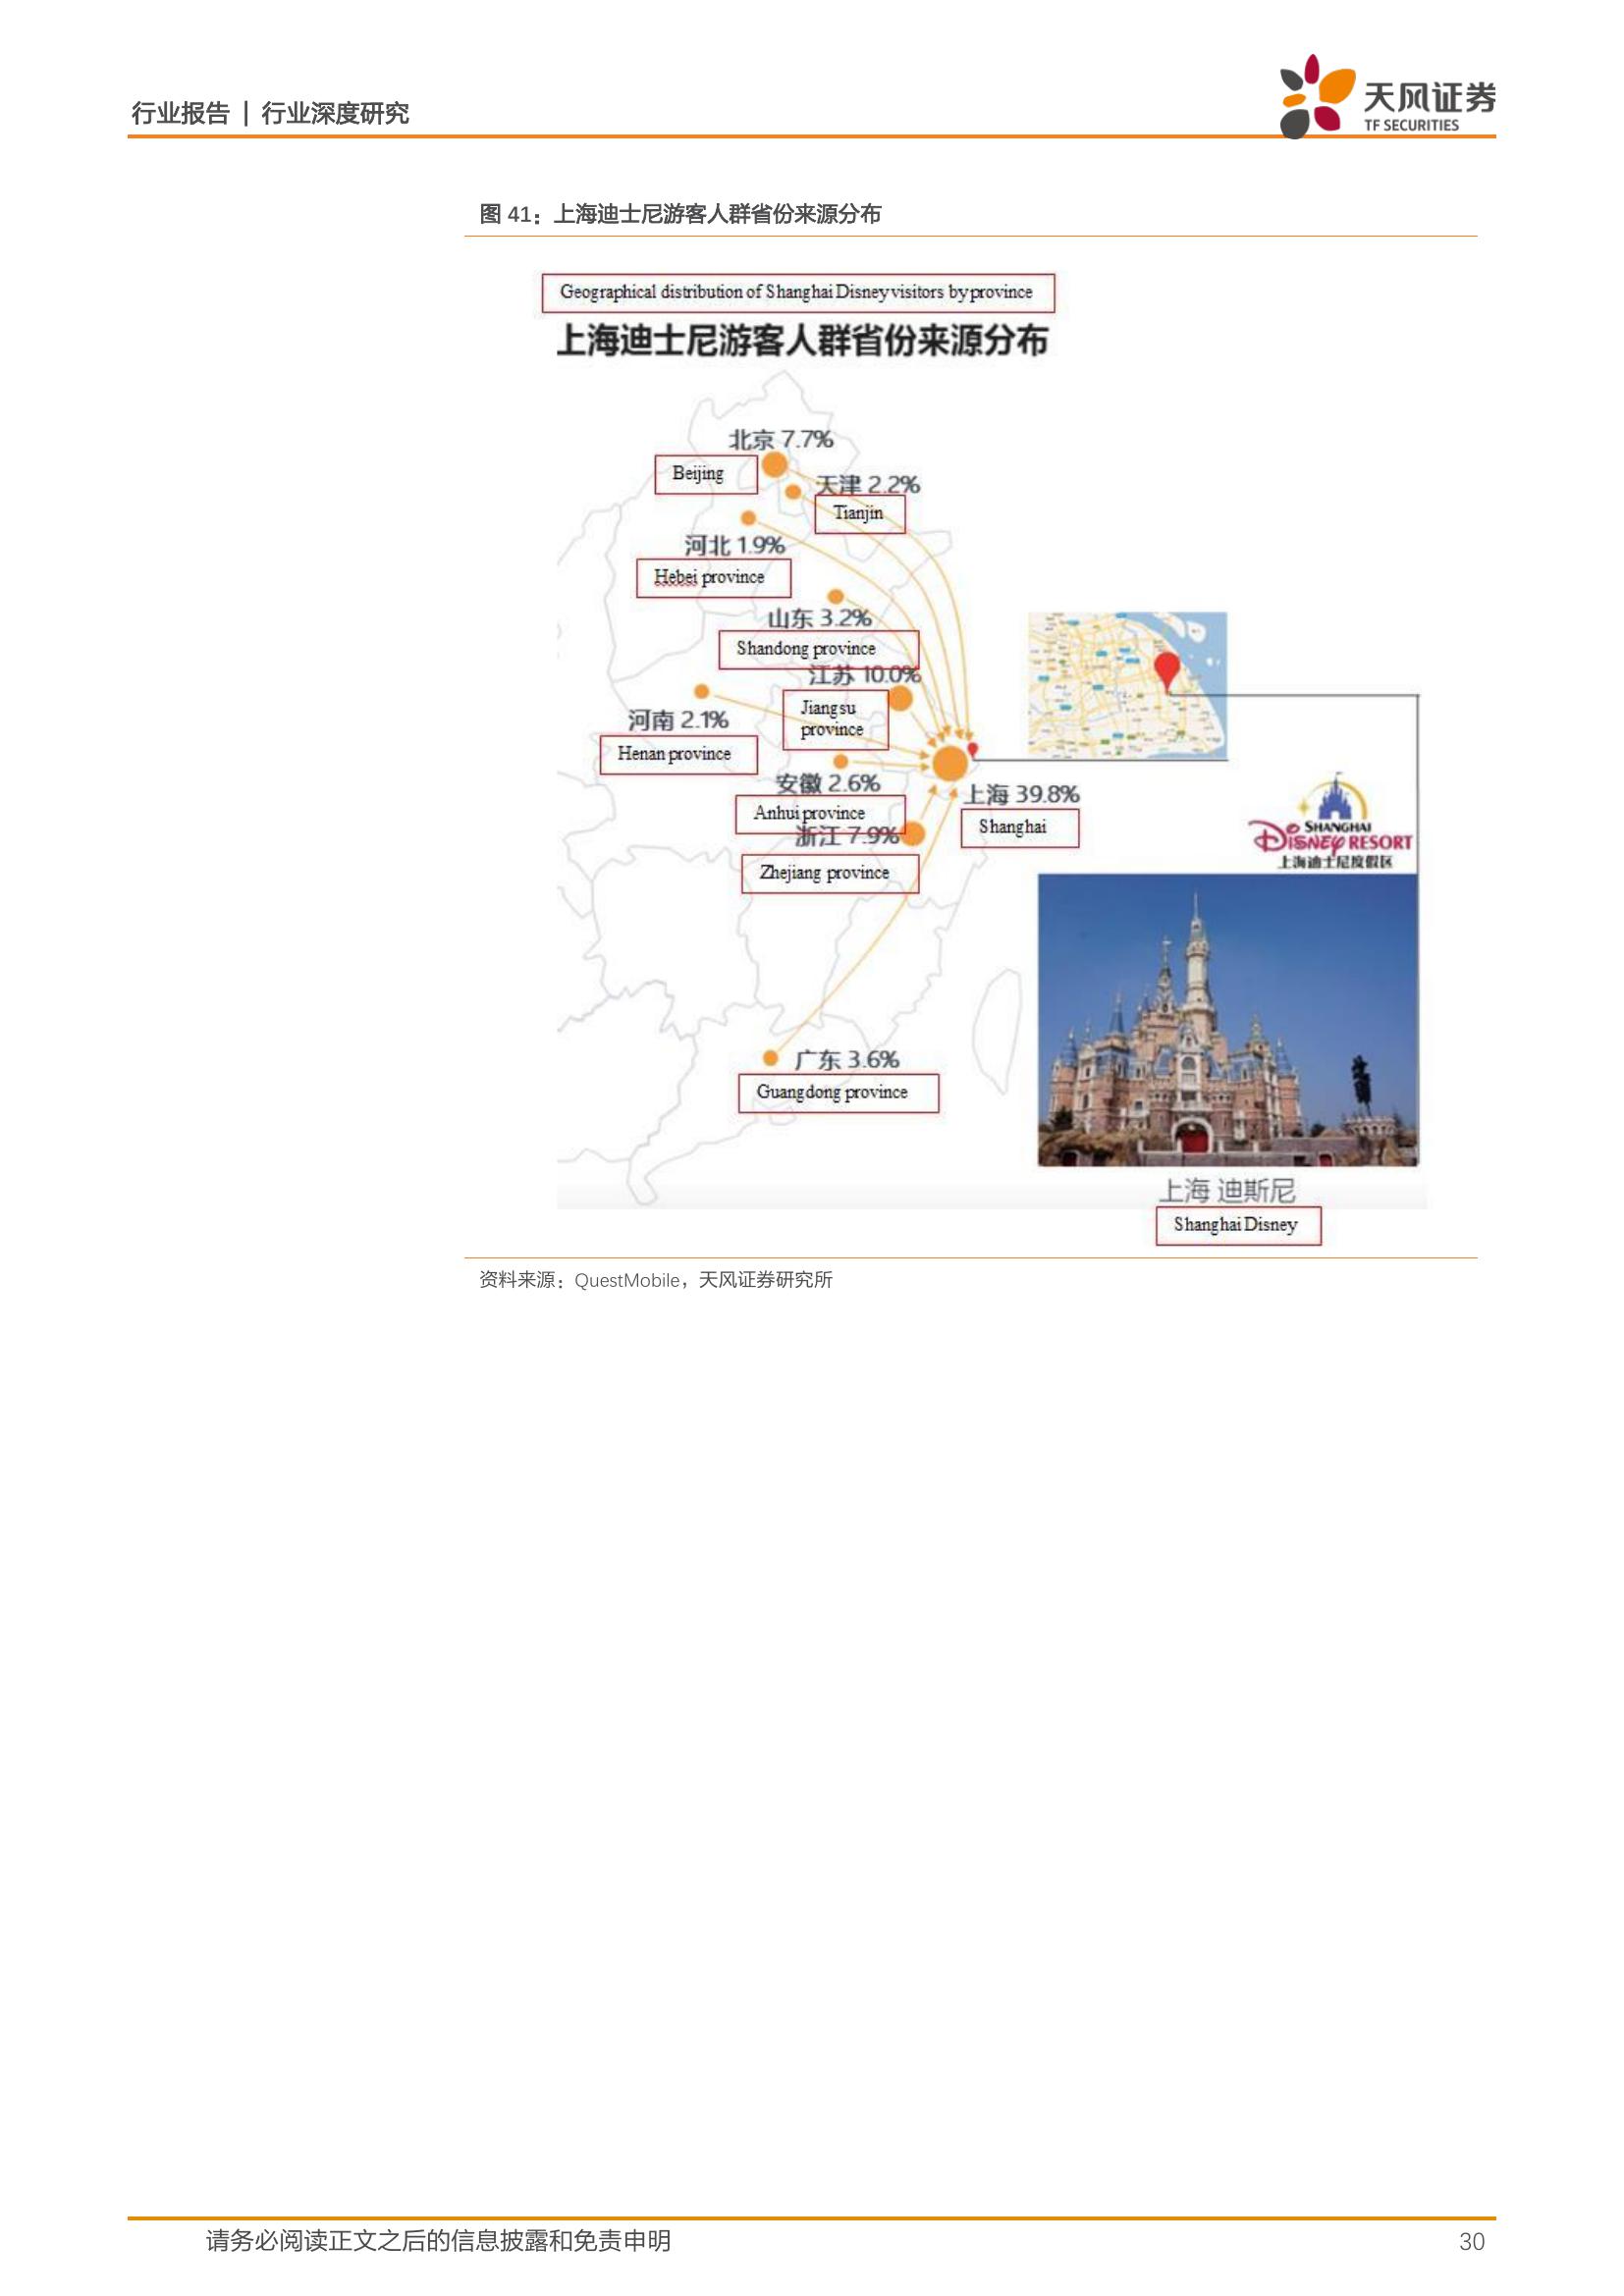 行业报告 | 行业深度研究
天风证券
TF SECURITIES
图 41：上海迪士尼游客人群省份来源分布
Geographical distribution of Shanghai Disney visitors by province
上海迪士尼游客人群省份来源分布
北京 7.7%
Beijing
天津 2.2%
Tianjin
河北 1.9%
Hebei province
山东 3.2%
Shandong province
江苏 10.0%
Jiangsu
province
河南 2.1%
Henan province
安徽 2.6%
Anhui province
上海 39.8%
Shanghai
浙江 7.9%
Zhejiang province
广东 3.6%
Guangdong province
SHANGHAI
DISNEY RESORT
上海迪士尼度假区
上海 迪斯尼
Shanghai Disney
资料来源：QuestMobile，天风证券研究所
请务必阅读正文之后的信息披露和免责申明
30